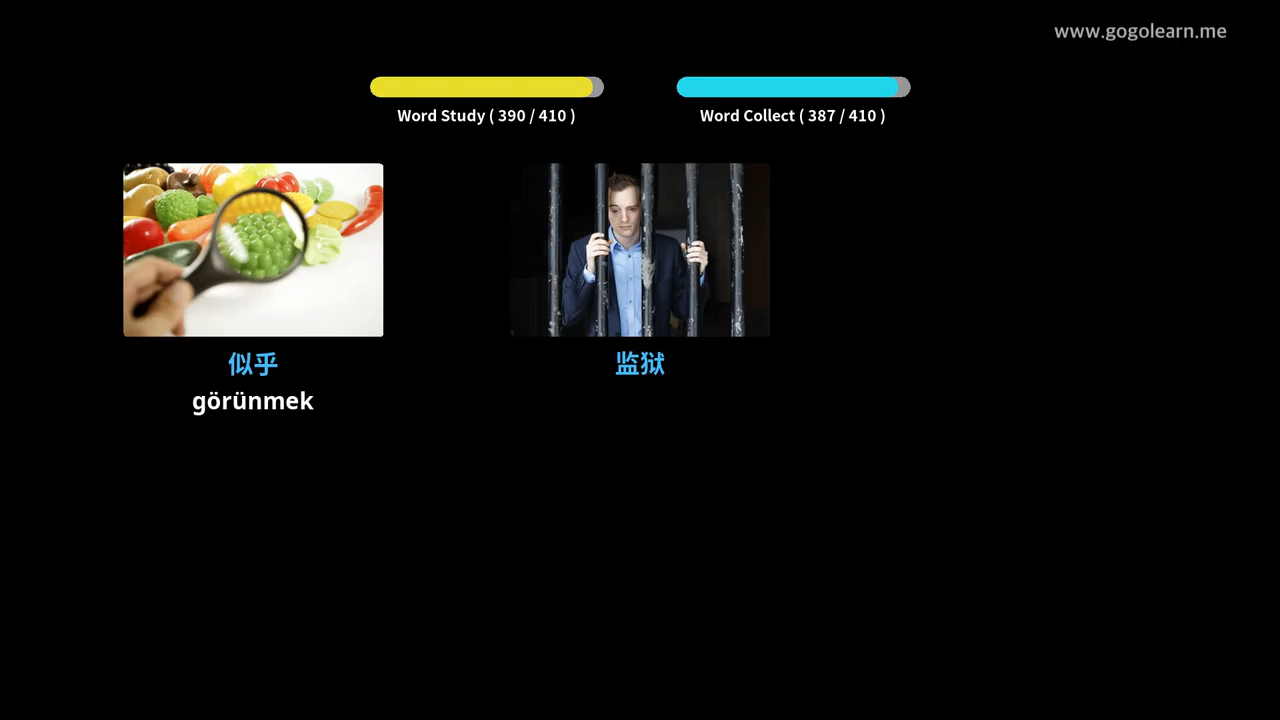 www.gogolearn.me
Word Study ( 390 / 410 )
Word Collect ( 387 / 410 )
似乎
görünmek
监狱